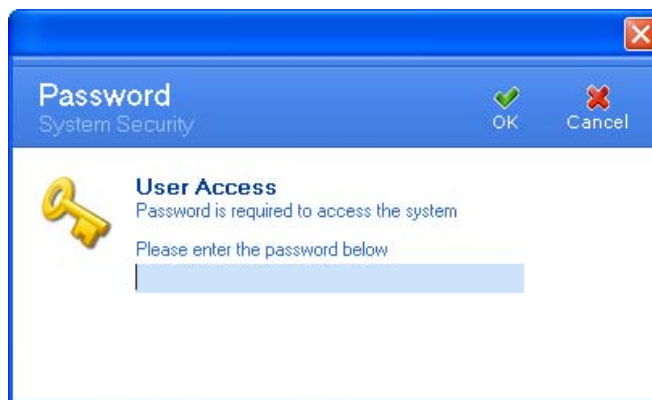 Password
System Security
OK
Cancel
User Access
Password is required to access the system
Please enter the password below